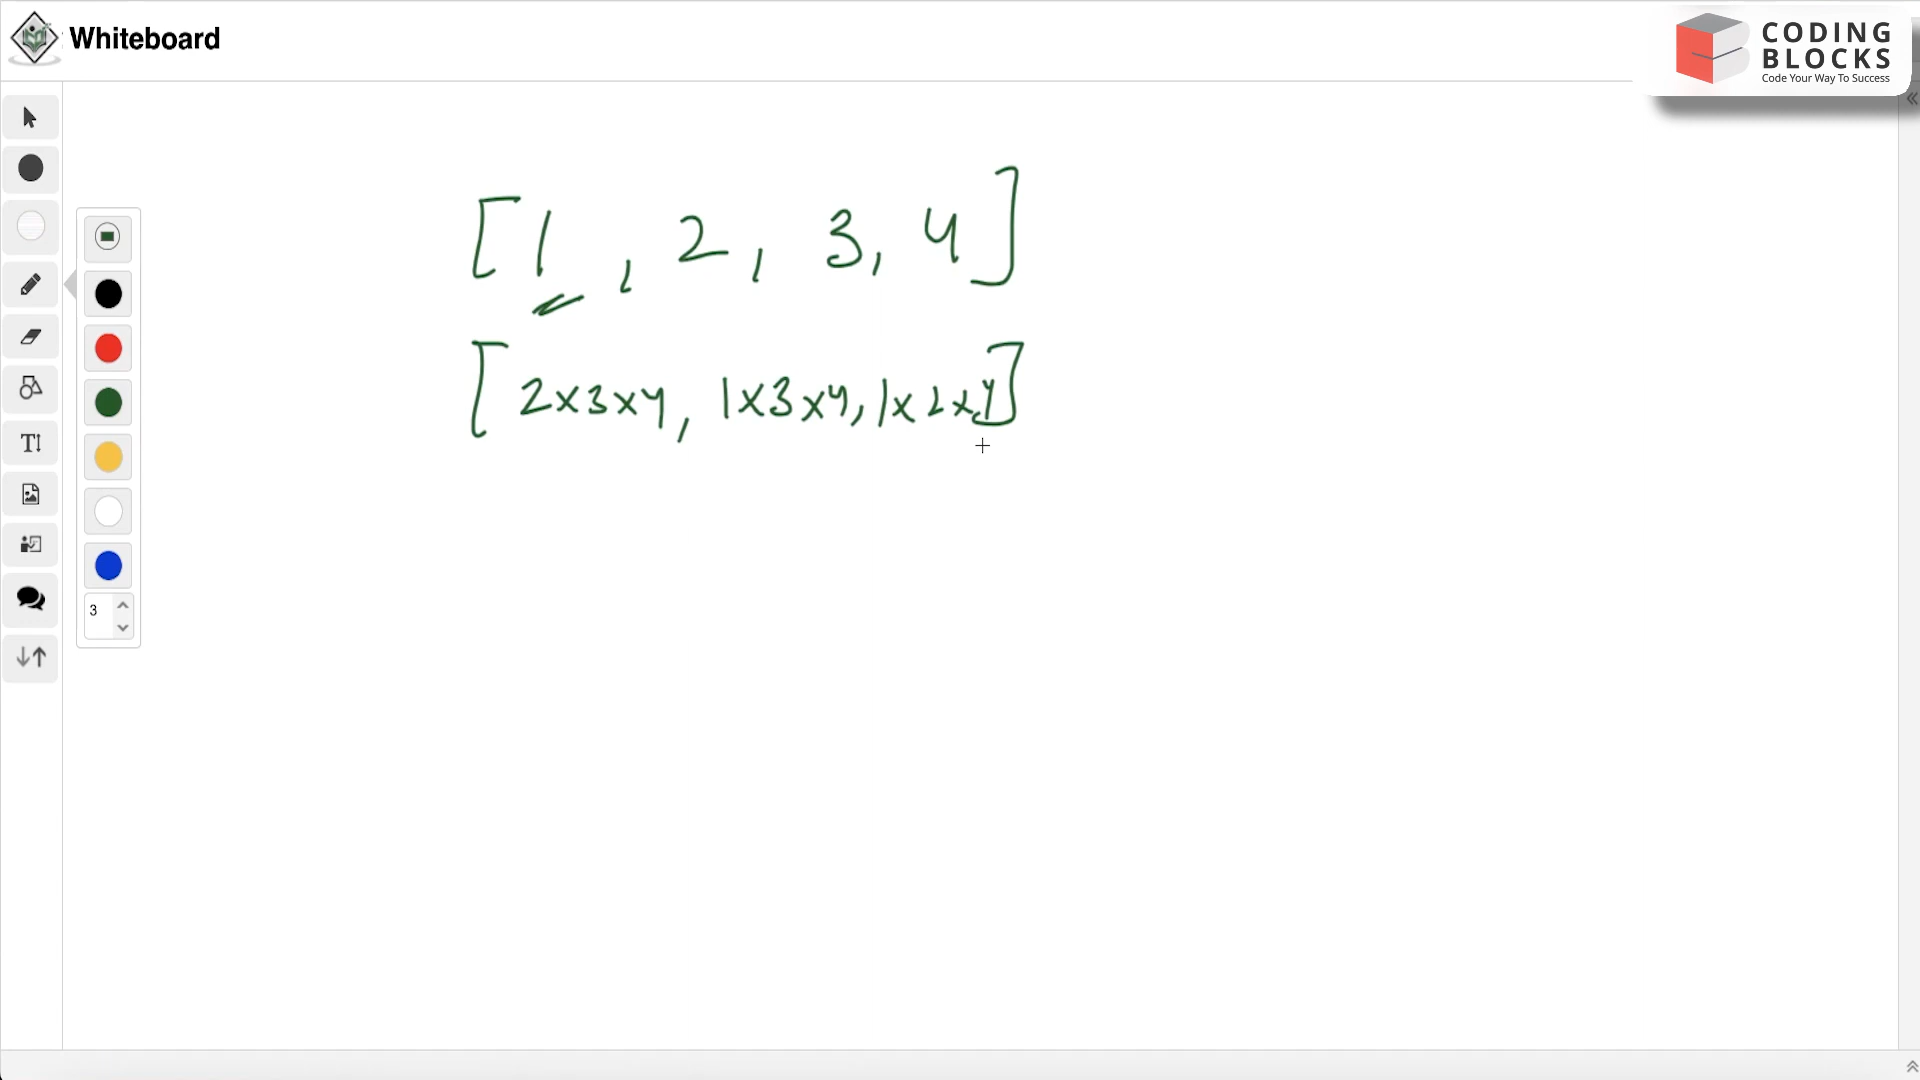 Whiteboard
CODING
BLOCKS
Code Your Way To Success
[1, 2, 3, 4]
[2x3x4, 1x3x4, 1x2x4]
3